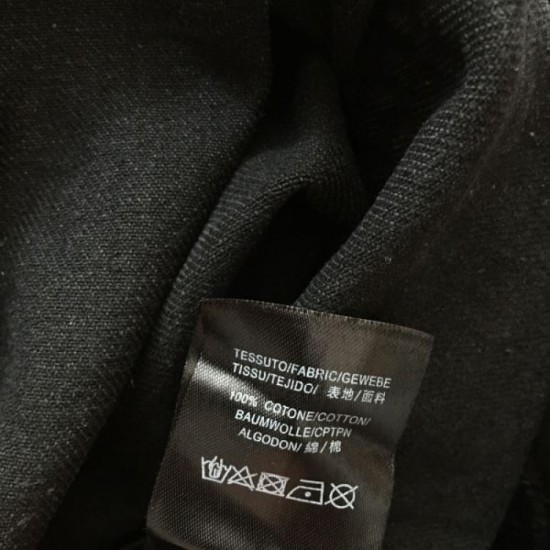 TESSUTO/FABRIC/GEWEBE
TISSU/TEJIDO/ 表地/面料
100% COTONE/COTTON/
BAUMWOLLE/CPTPN
ALGODON/ 綿/棉